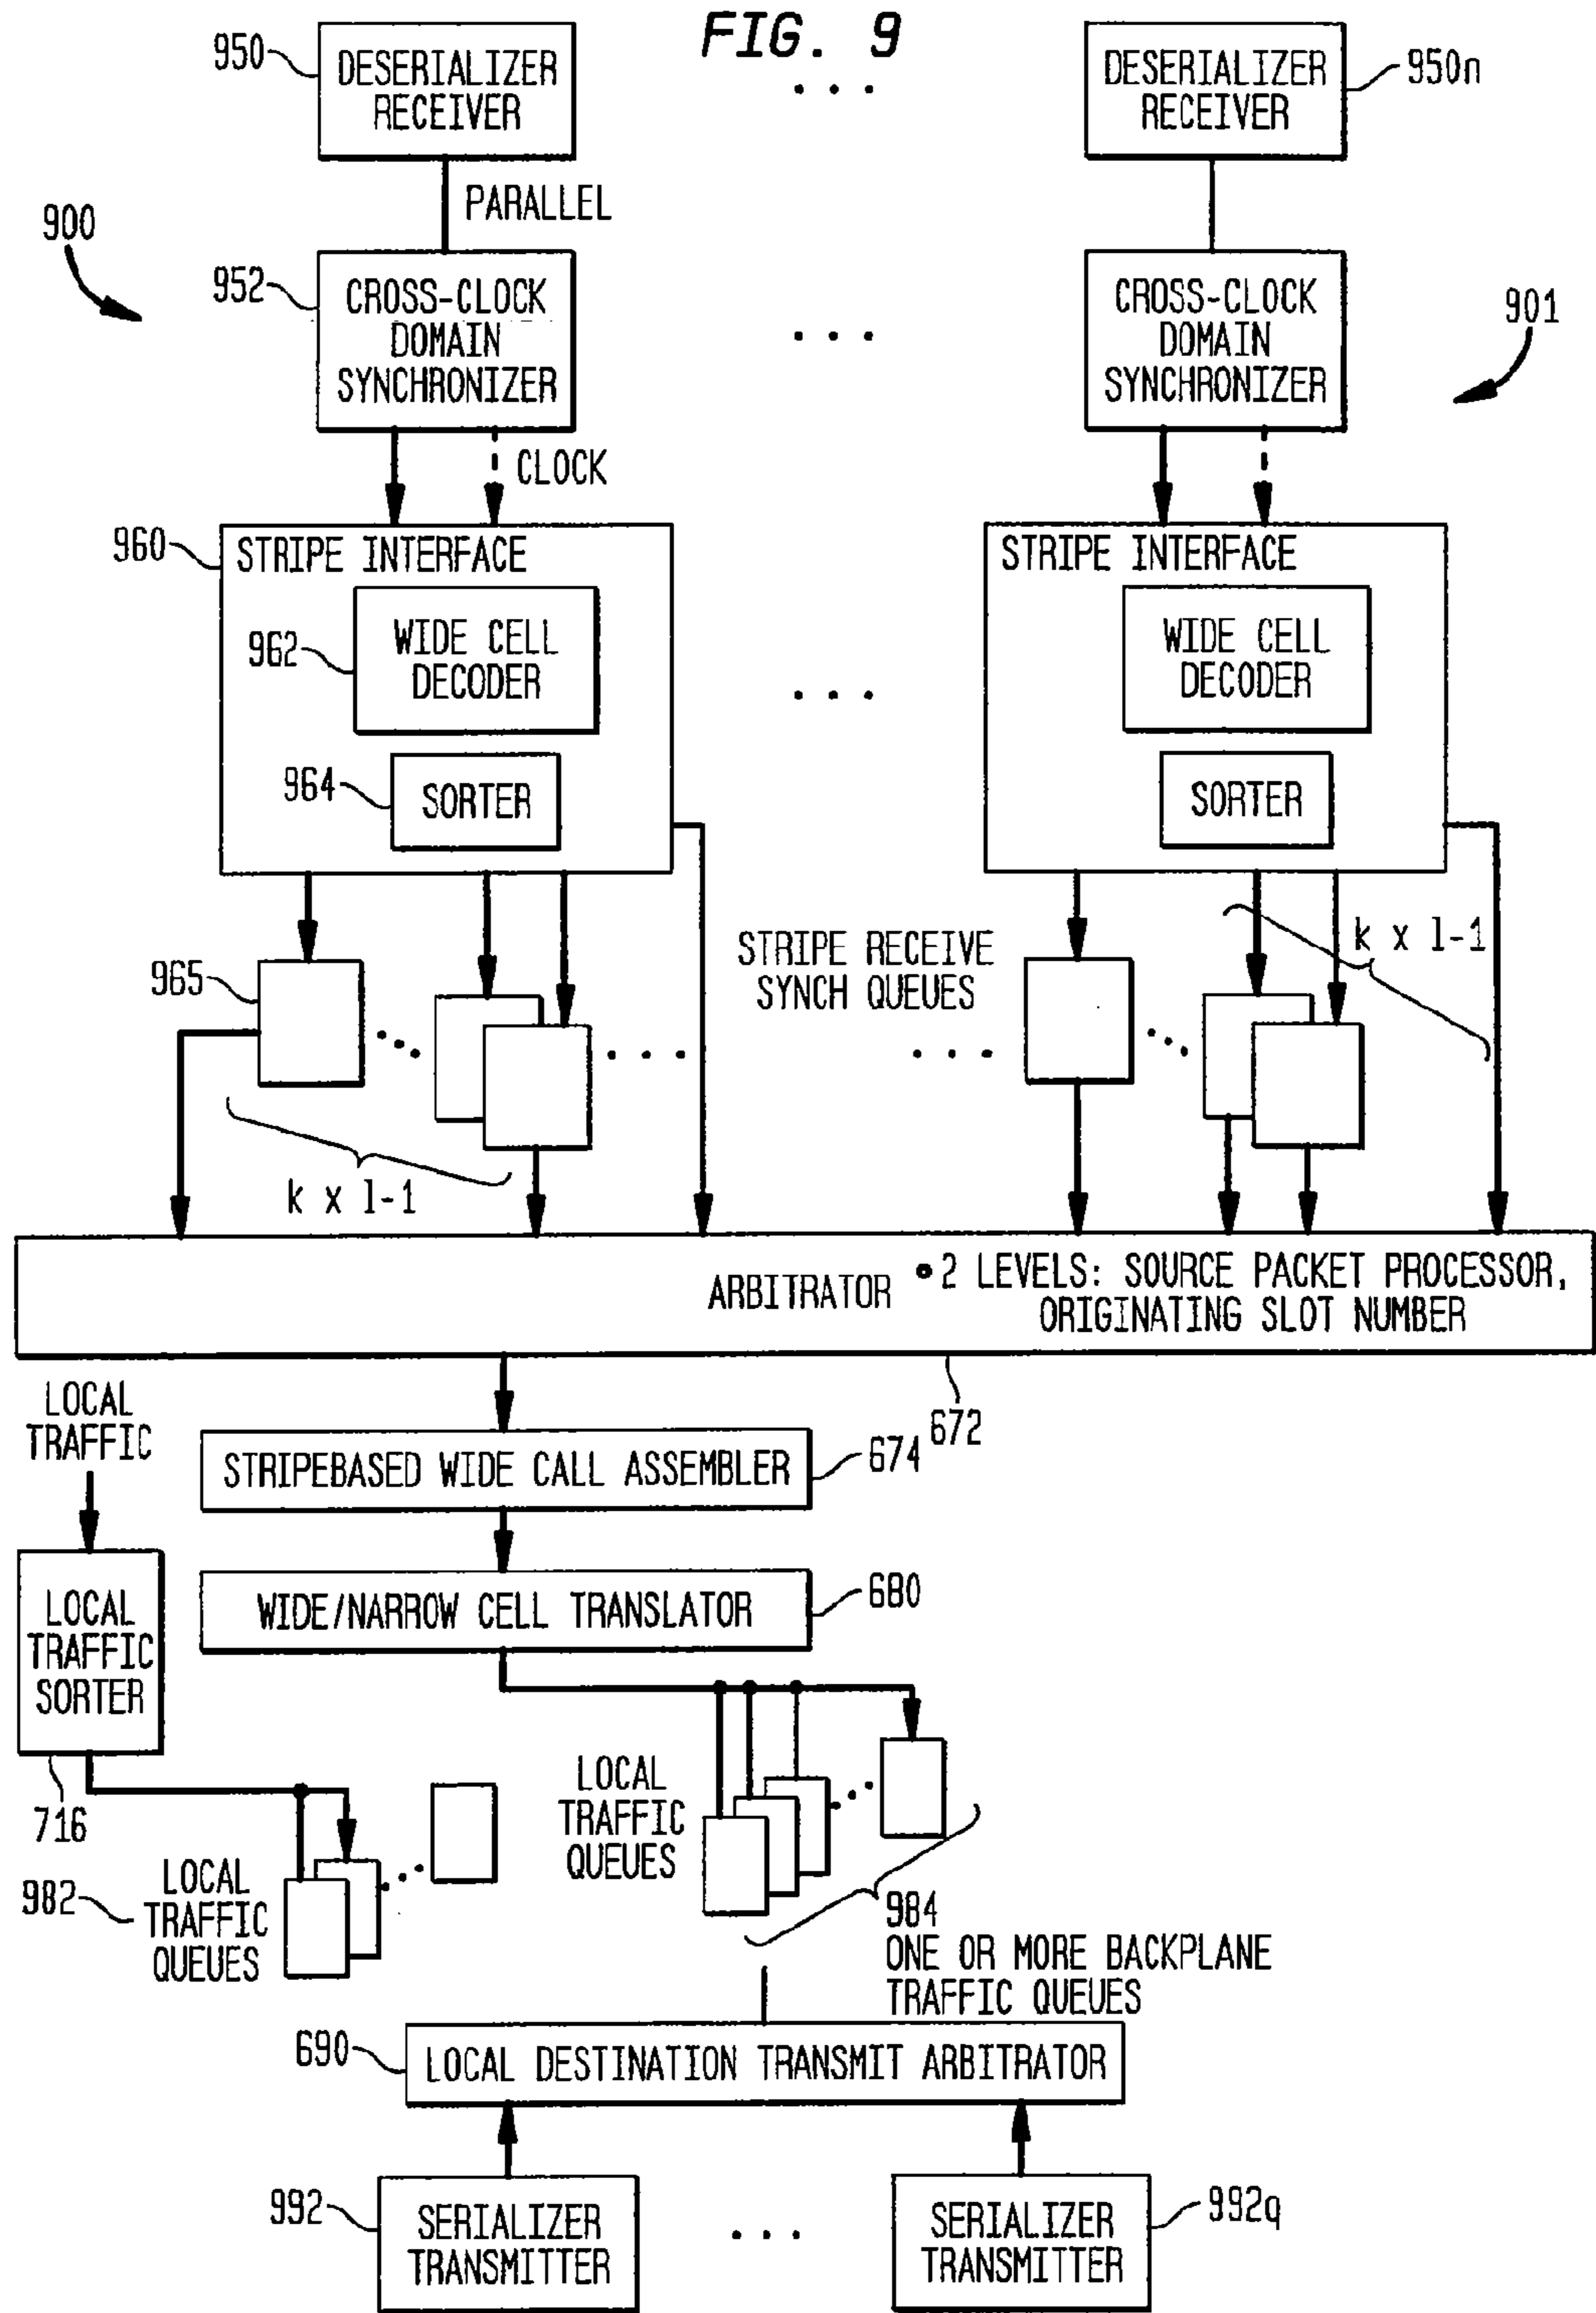 FIG. 9
950
DESERIALIZER
RECEIVER
. . .
DESERIALIZER
RECEIVER
950n
PARALLEL
900
952
CROSS-CLOCK
DOMAIN
SYNCHRONIZER
. . .
CROSS-CLOCK
DOMAIN
SYNCHRONIZER
901
CLOCK
960
STRIPE INTERFACE
STRIPE INTERFACE
962
WIDE CELL
DECODER
. . .
WIDE CELL
DECODER
964
SORTER
SORTER
965
STRIPE RECEIVE
SYNCH QUEUES
k x l-1
k x l-1
ARBITRATOR
• 2 LEVELS: SOURCE PACKET PROCESSOR,
ORIGINATING SLOT NUMBER
672
LOCAL
TRAFFIC
STRIPEBASED WIDE CALL ASSEMBLER
674
LOCAL
TRAFFIC
SORTER
716
WIDE/NARROW CELL TRANSLATOR
680
LOCAL
TRAFFIC
QUEUES
982
LOCAL
TRAFFIC
QUEUES
984
ONE OR MORE BACKPLANE
TRAFFIC QUEUES
690
LOCAL DESTINATION TRANSMIT ARBITRATOR
992
SERIALIZER
TRANSMITTER
. . .
SERIALIZER
TRANSMITTER
992q